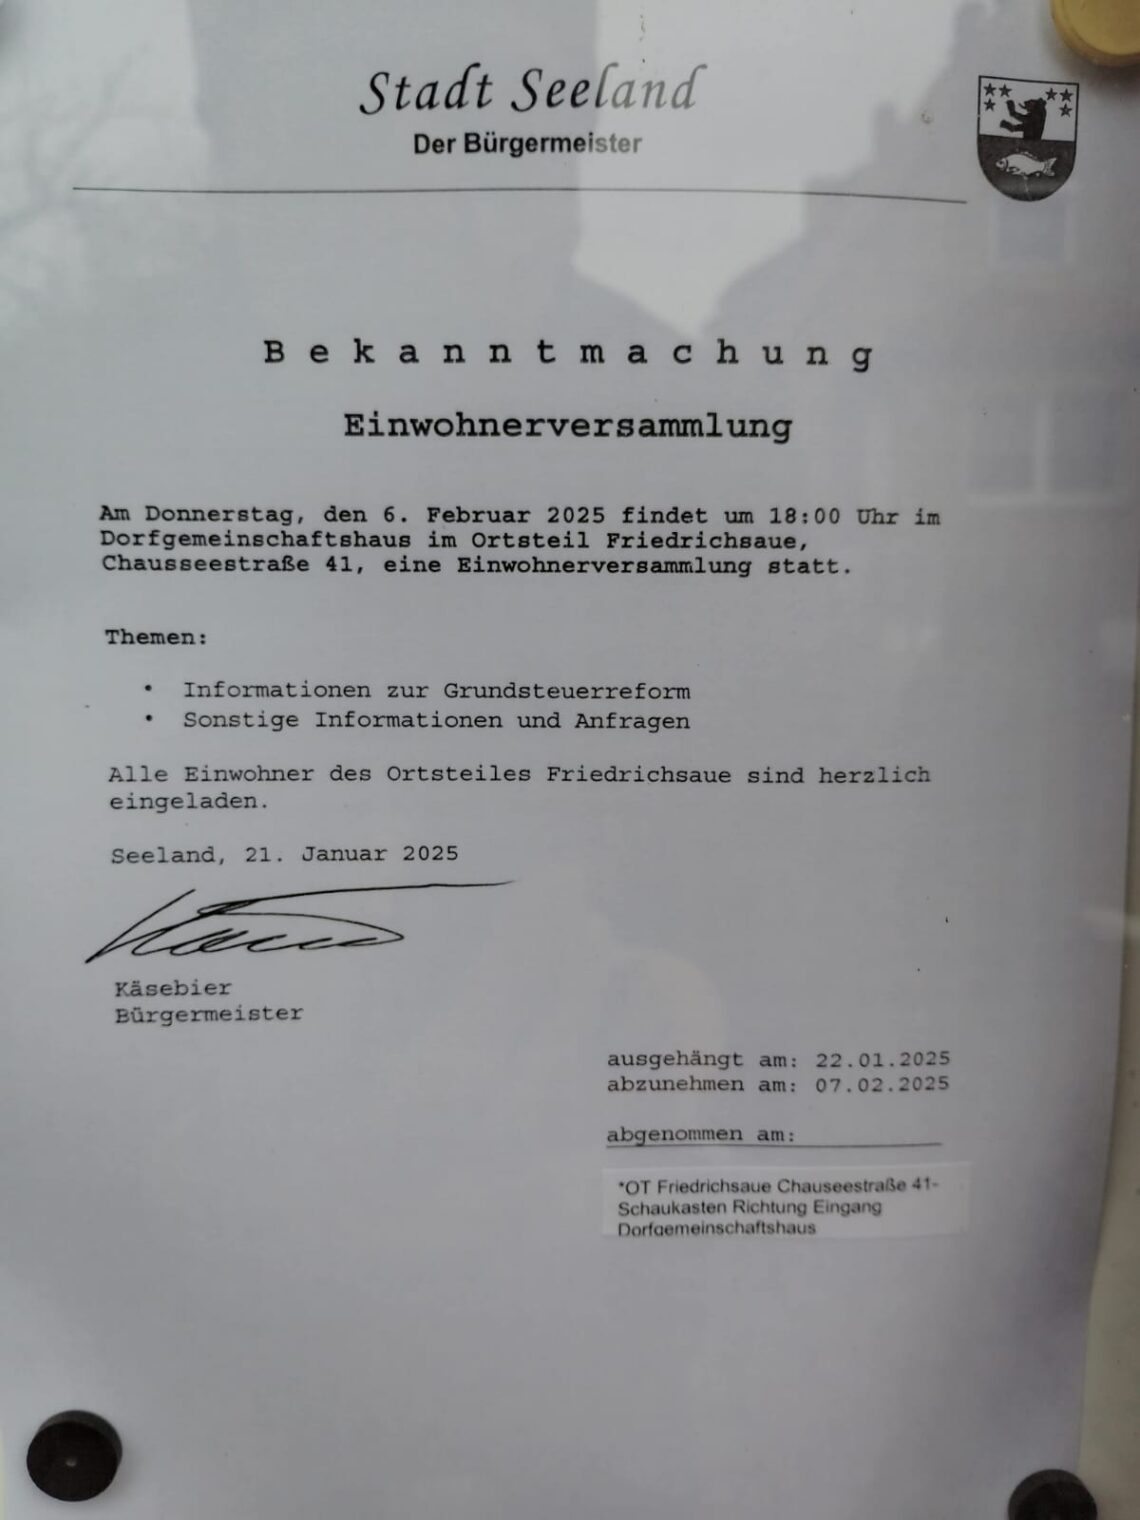 Stadt Seeland
Der Bürgermeister
Bekanntmachung
Einwohnerversammlung
Am Donnerstag, den 6. Februar 2025 findet um 18:00 Uhr im
Dorfgemeinschaftshaus im Ortsteil Friedrichsaue,
Chausseestraße 41, eine Einwohnerversammlung statt.
Themen:
• Informationen zur Grundsteuerreform
• Sonstige Informationen und Anfragen
Alle Einwohner des Ortsteiles Friedrichsaue sind herzlich
eingeladen.
Seeland, 21. Januar 2025
Käsebier
Bürgermeister
ausgehängt am: 22.01.2025
abzunehmen am: 07.02.2025
abgenommen am:
*OT Friedrichsaue Chauseestraße 41-
Schaukasten Richtung Eingang
Dorfgemeinschaftshaus